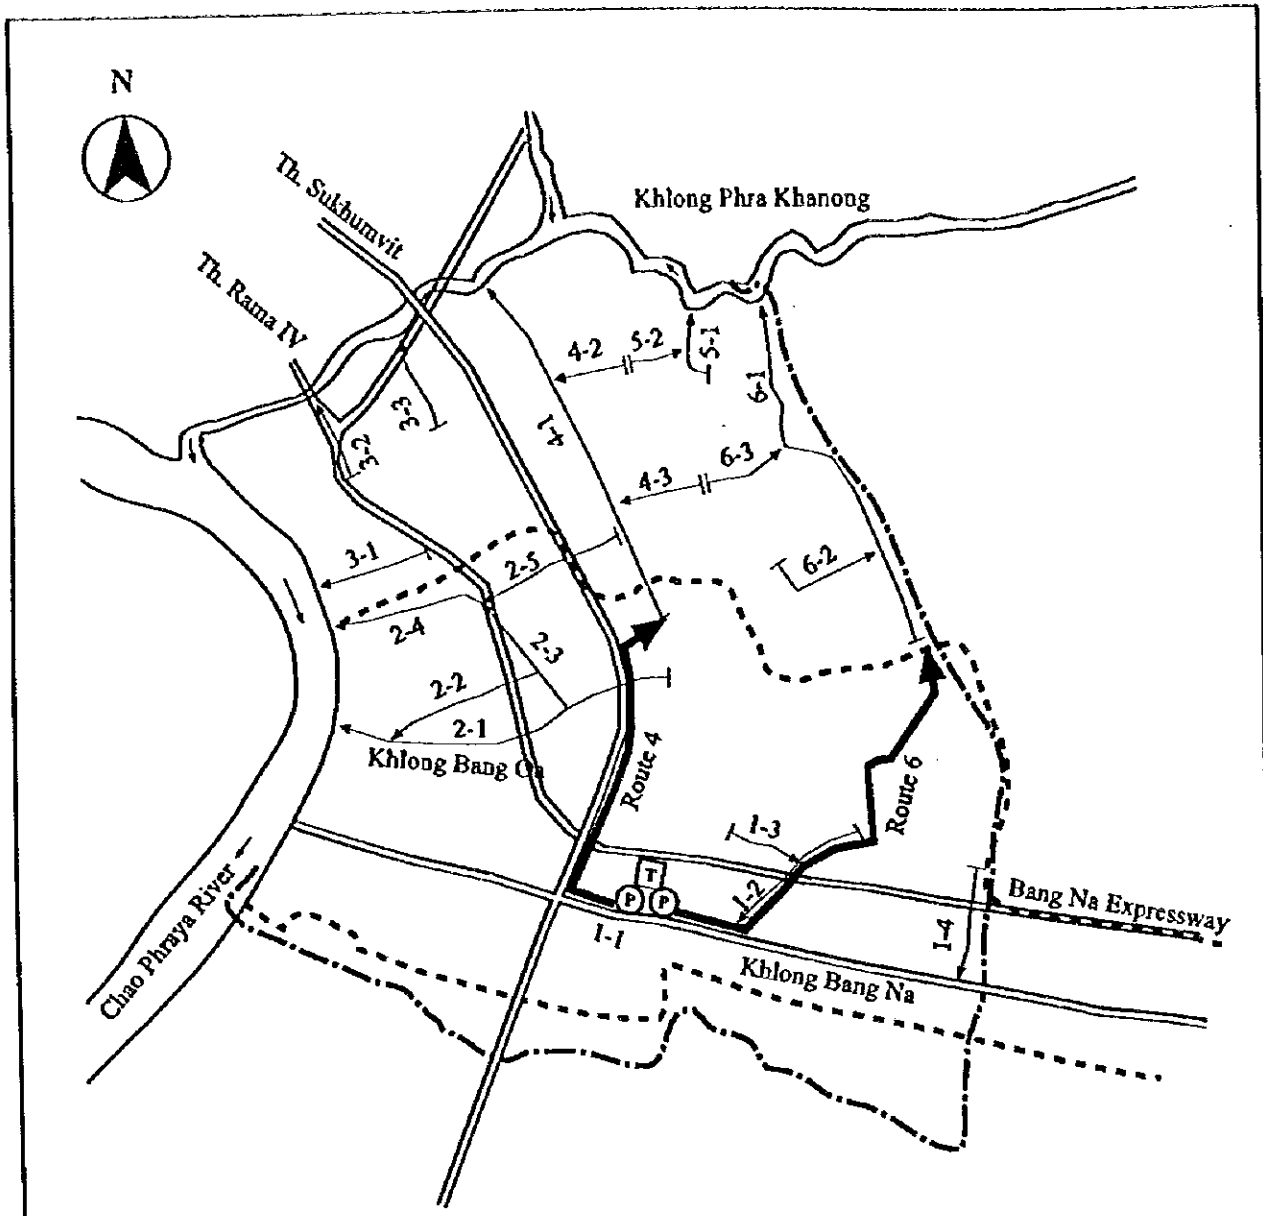 N
Khlong Phra Khanong
Th. Sukhumvit
Th. Rama IV
4-2
5-2
5-1
6-1
3-3
4-1
3-2
4-3
6-3
3-1
2-5
6-2
2-4
2-3
2-2
2-1
Khlong Bang
Route 4
Route 6
1-3
T
P
P
1-2
1-1
1-4
Bang Na Expressway
Khlong Bang Na
Chao Phraya River